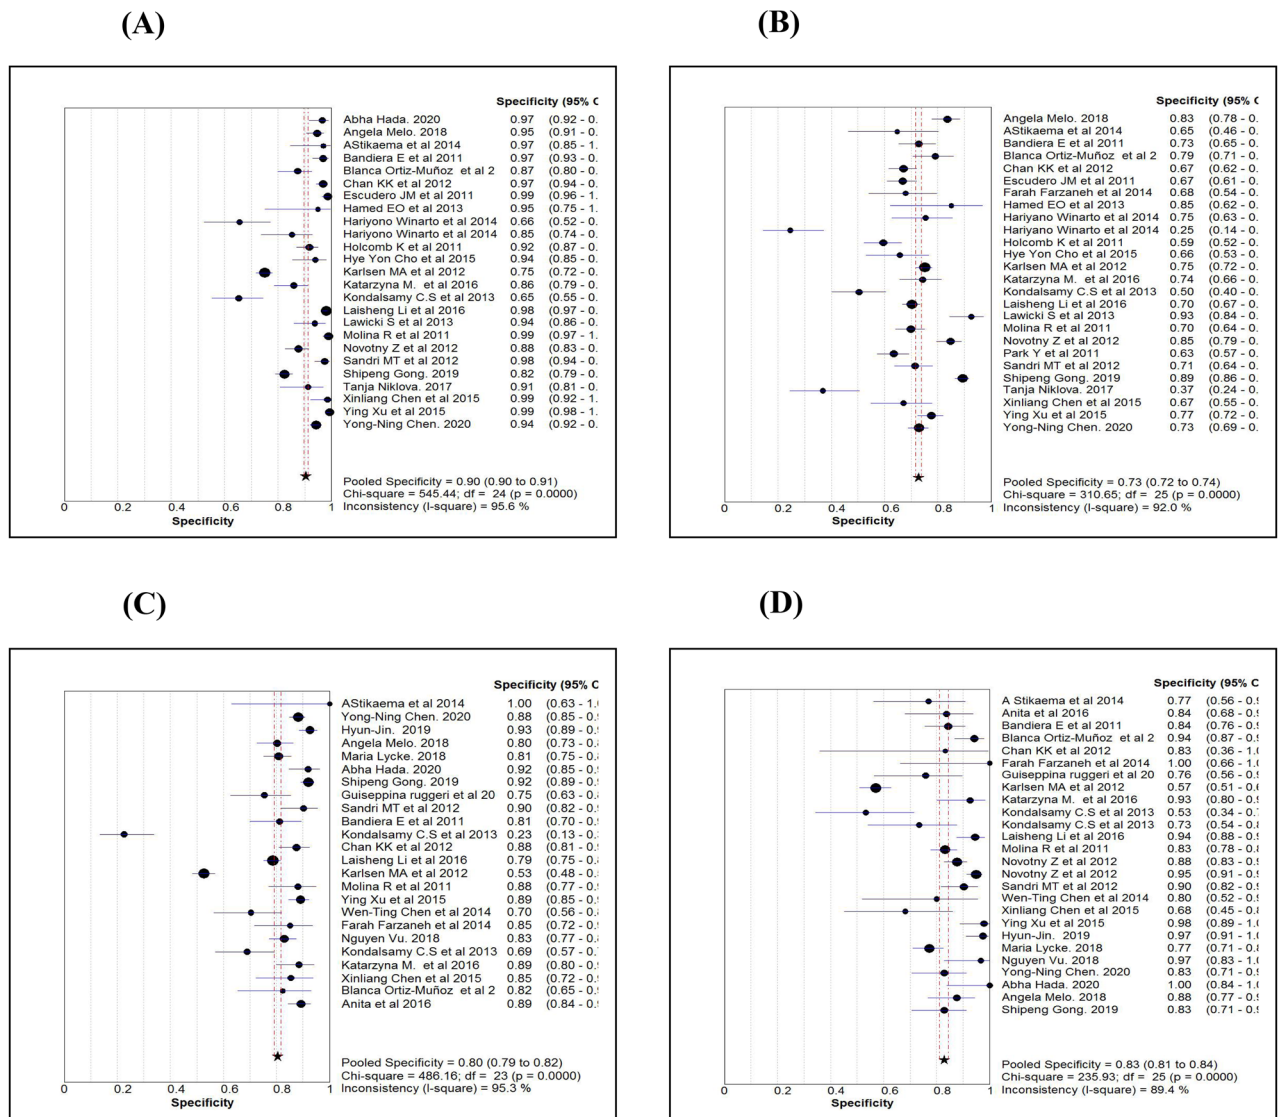 (A)
Specificity (95% C
Abha Hada. 2020 0.97 (0.92 - 0.
Angela Melo. 2018 0.95 (0.91 - 0.
AStikaema et al 2014 0.97 (0.85 - 1.
Bandiera E et al 2011 0.97 (0.93 - 0.
Blanca Ortiz-Muñoz et al 2 0.87 (0.80 - 0.
Chan KK et al 2012 0.97 (0.94 - 0.
Escudero JM et al 2011 0.99 (0.96 - 1.
Hamed EO et al 2013 0.95 (0.75 - 1.
Hariyono Winarto et al 2014 0.66 (0.52 - 0.
Hariyono Winarto et al 2014 0.85 (0.74 - 0.
Holcomb K et al 2011 0.92 (0.87 - 0.
Hye Yon Cho et al 2015 0.94 (0.85 - 0.
Karlsen MA et al 2012 0.75 (0.72 - 0.
Katarzyna M. et al 2016 0.86 (0.79 - 0.
Kondalsamy C.S et al 2013 0.65 (0.55 - 0.
Laisheng Li et al 2016 0.98 (0.97 - 0.
Lawicki S et al 2013 0.94 (0.86 - 0.
Molina R et al 2011 0.99 (0.97 - 1.
Novotny Z et al 2012 0.88 (0.83 - 0.
Sandri MT et al 2012 0.98 (0.94 - 0.
Shipeng Gong. 2019 0.82 (0.79 - 0.
Tanja Niklova. 2017 0.91 (0.81 - 0.
Xinliang Chen et al 2015 0.99 (0.92 - 1.
Ying Xu et al 2015 0.99 (0.98 - 1.
Yong-Ning Chen. 2020 0.94 (0.92 - 0.
Pooled Specificity = 0.90 (0.90 to 0.91)
Chi-square = 545.44; df = 24 (p = 0.0000)
Inconsistency (I-square) = 95.6 %
0 0.2 0.4 0.6 0.8 1
Specificity
(B)
Specificity (95% C
Angela Melo. 2018 0.83 (0.78 - 0.
AStikaema et al 2014 0.65 (0.46 - 0.
Bandiera E et al 2011 0.73 (0.65 - 0.
Blanca Ortiz-Muñoz et al 2 0.79 (0.71 - 0.
Chan KK et al 2012 0.67 (0.62 - 0.
Escudero JM et al 2011 0.67 (0.61 - 0.
Farah Farzaneh et al 2014 0.68 (0.54 - 0.
Hamed EO et al 2013 0.85 (0.62 - 0.
Hariyano Winarto et al 2014 0.75 (0.63 - 0.
Hariyano Winarto et al 2014 0.25 (0.14 - 0.
Holcomb K et al 2011 0.59 (0.52 - 0.
Hye Yon Cho et al 2015 0.66 (0.53 - 0.
Karlsen MA et al 2012 0.75 (0.72 - 0.
Katarzyna M. et al 2016 0.74 (0.66 - 0.
Kondalsamy C.S et al 2013 0.50 (0.40 - 0.
Laisheng Li et al 2016 0.70 (0.67 - 0.
Lawicki S et al 2013 0.93 (0.84 - 0.
Molina R et al 2011 0.70 (0.64 - 0.
Novotny Z et al 2012 0.85 (0.79 - 0.
Park Y et al 2011 0.63 (0.57 - 0.
Sandri MT et al 2012 0.71 (0.64 - 0.
Shipeng Gong. 2019 0.89 (0.86 - 0.
Tanja Niklova. 2017 0.37 (0.24 - 0.
Xinliang Chen et al 2015 0.67 (0.55 - 0.
Ying Xu et al 2015 0.77 (0.72 - 0.
Yong-Ning Chen. 2020 0.73 (0.69 - 0.
Pooled Specificity = 0.73 (0.72 to 0.74)
Chi-square = 310.65; df = 25 (p = 0.0000)
Inconsistency (I-square) = 92.0 %
0 0.2 0.4 0.6 0.8 1
Specificity
(C)
Specificity (95% C
AStikaema et al 2014 1.00 (0.63 - 1.0
Yong-Ning Chen. 2020 0.88 (0.85 - 0.9
Hyun-Jin. 2019 0.93 (0.89 - 0.9
Angela Melo. 2018 0.80 (0.73 - 0.8
Maria Lycke. 2018 0.81 (0.75 - 0.8
Abha Hada. 2020 0.92 (0.85 - 0.9
Shipeng Gong. 2019 0.92 (0.89 - 0.9
Guiseppina ruggeri et al 20 0.75 (0.63 - 0.8
Sandri MT et al 2012 0.90 (0.82 - 0.9
Bandiera E et al 2011 0.81 (0.70 - 0.9
Kondalsamy C.S et al 2013 0.23 (0.13 - 0.3
Chan KK et al 2012 0.88 (0.81 - 0.9
Laisheng Li et al 2016 0.79 (0.75 - 0.8
Karlsen MA et al 2012 0.53 (0.48 - 0.5
Molina R et al 2011 0.88 (0.77 - 0.9
Ying Xu et al 2015 0.89 (0.85 - 0.9
Wen-Ting Chen et al 2014 0.70 (0.56 - 0.8
Farah Farzaneh et al 2014 0.85 (0.72 - 0.9
Nguyen Vu. 2018 0.83 (0.77 - 0.8
Kondalsamy C.S et al 2013 0.69 (0.57 - 0.7
Katarzyna M. et al 2016 0.89 (0.80 - 0.9
Xinliang Chen et al 2015 0.85 (0.72 - 0.9
Blanca Ortiz-Muñoz et al 2 0.82 (0.65 - 0.9
Anita et al 2016 0.89 (0.84 - 0.9
Pooled Specificity = 0.80 (0.79 to 0.82)
Chi-square = 486.16; df = 23 (p = 0.0000)
Inconsistency (I-square) = 95.3 %
0 0.2 0.4 0.6 0.8 1
Specificity
(D)
Specificity (95% C
A Stikaema et al 2014 0.77 (0.56 - 0.9
Anita et al 2016 0.84 (0.68 - 0.9
Bandiera E et al 2011 0.84 (0.76 - 0.9
Blanca Ortiz-Muñoz et al 2 0.94 (0.87 - 0.9
Chan KK et al 2012 0.83 (0.36 - 1.0
Farah Farzaneh et al 2014 1.00 (0.66 - 1.0
Guiseppina ruggeri et al 20 0.76 (0.56 - 0.9
Karlsen MA et al 2012 0.57 (0.51 - 0.6
Katarzyna M. et al 2016 0.93 (0.80 - 0.9
Kondalsamy C.S et al 2013 0.53 (0.34 - 0.7
Kondalsamy C.S et al 2013 0.73 (0.54 - 0.8
Laisheng Li et al 2016 0.94 (0.88 - 0.9
Molina R et al 2011 0.83 (0.78 - 0.8
Novotny Z et al 2012 0.88 (0.83 - 0.9
Novotny Z et al 2012 0.95 (0.91 - 0.9
Sandri MT et al 2012 0.90 (0.82 - 0.9
Wen-Ting Chen et al 2014 0.80 (0.52 - 0.9
Xinliang Chen et al 2015 0.68 (0.45 - 0.8
Ying Xu et al 2015 0.98 (0.89 - 1.0
Hyun-Jin. 2019 0.97 (0.91 - 1.0
Maria Lycke. 2018 0.77 (0.71 - 0.8
Nguyen Vu. 2018 0.97 (0.83 - 1.0
Yong-Ning Chen. 2020 0.83 (0.71 - 0.9
Abha Hada. 2020 1.00 (0.84 - 1.0
Angela Melo. 2018 0.88 (0.77 - 0.9
Shipeng Gong. 2019 0.83 (0.71 - 0.9
Pooled Specificity = 0.83 (0.81 to 0.84)
Chi-square = 235.93; df = 25 (p = 0.0000)
Inconsistency (I-square) = 89.4 %
0 0.2 0.4 0.6 0.8 1
Specificity